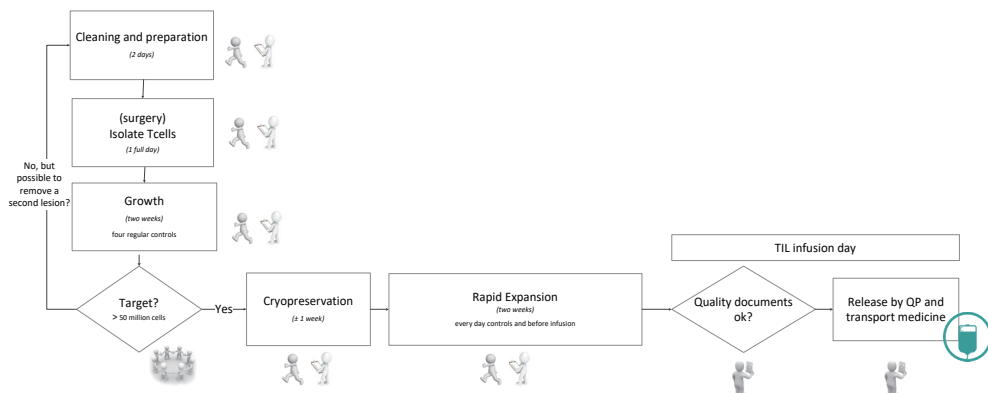 Cleaning and preparation
(2 days)
(surgery)
Isolate Tcells
(1 full day)
No, but
possible to
remove a
second lesion?
Growth
(two weeks)
four regular controls
Target?
> 50 million cells
Yes
Cryopreservation
(± 1 week)
Rapid Expansion
(two weeks)
every day controls and before infusion
TIL infusion day
Quality documents
ok?
Release by QP and
transport medicine